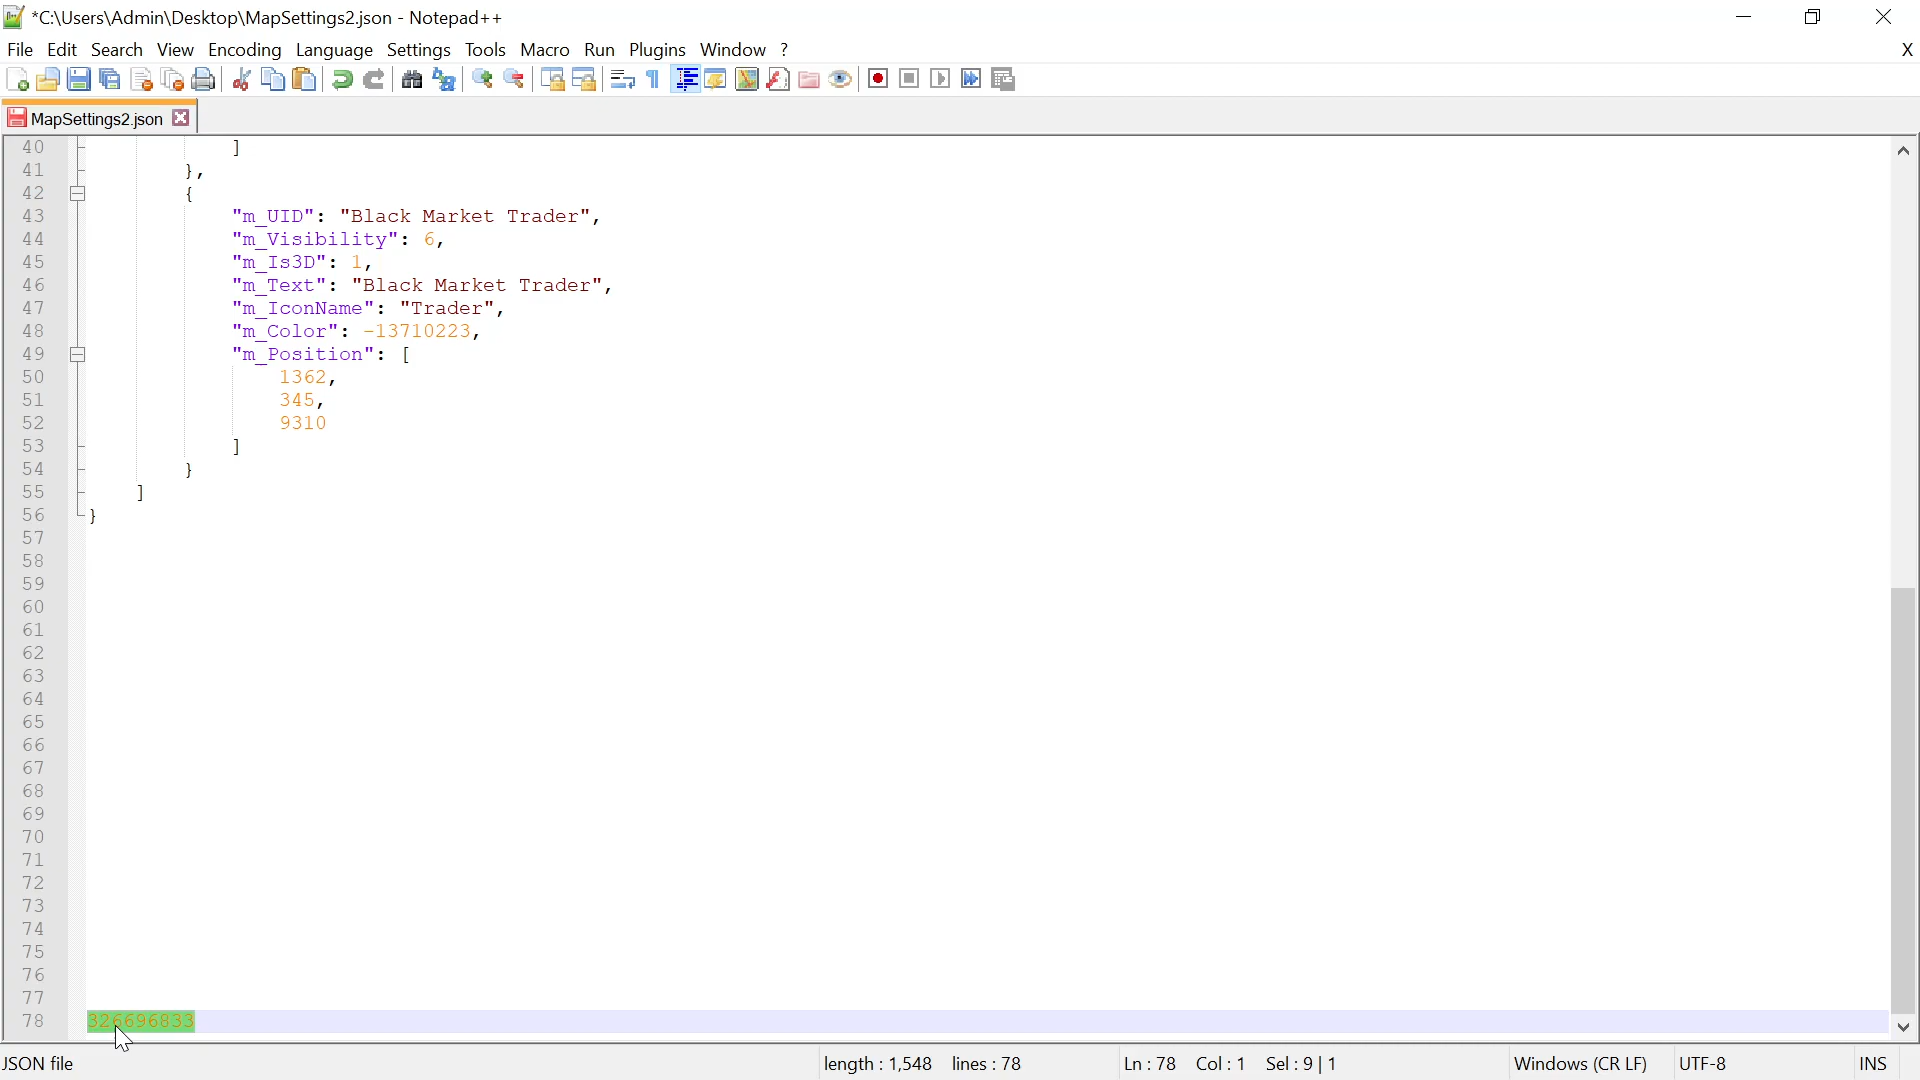 *C:\Users\Admin\Desktop\MapSettings2.json - Notepad++
File Edit Search View Encoding Language Settings Tools Macro Run Plugins Window ?
X
MapSettings2.json
40 ]
41 },
42 {
43 "m_UID": "Black Market Trader",
44 "m_Visibility": 6,
45 "m_Is3D": 1,
46 "m_Text": "Black Market Trader",
47 "m_IconName": "Trader",
48 "m_Color": -13710223,
49 "m_Position": [
50 1362,
51 345,
52 9310
53 ]
54 }
55 ]
56 }
57
58
59
60
61
62
63
64
65
66
67
68
69
70
71
72
73
74
75
76
77
78 326696833
JSON file length : 1,548 lines : 78 Ln : 78 Col : 1 Sel : 9 | 1 Windows (CR LF) UTF-8 INS